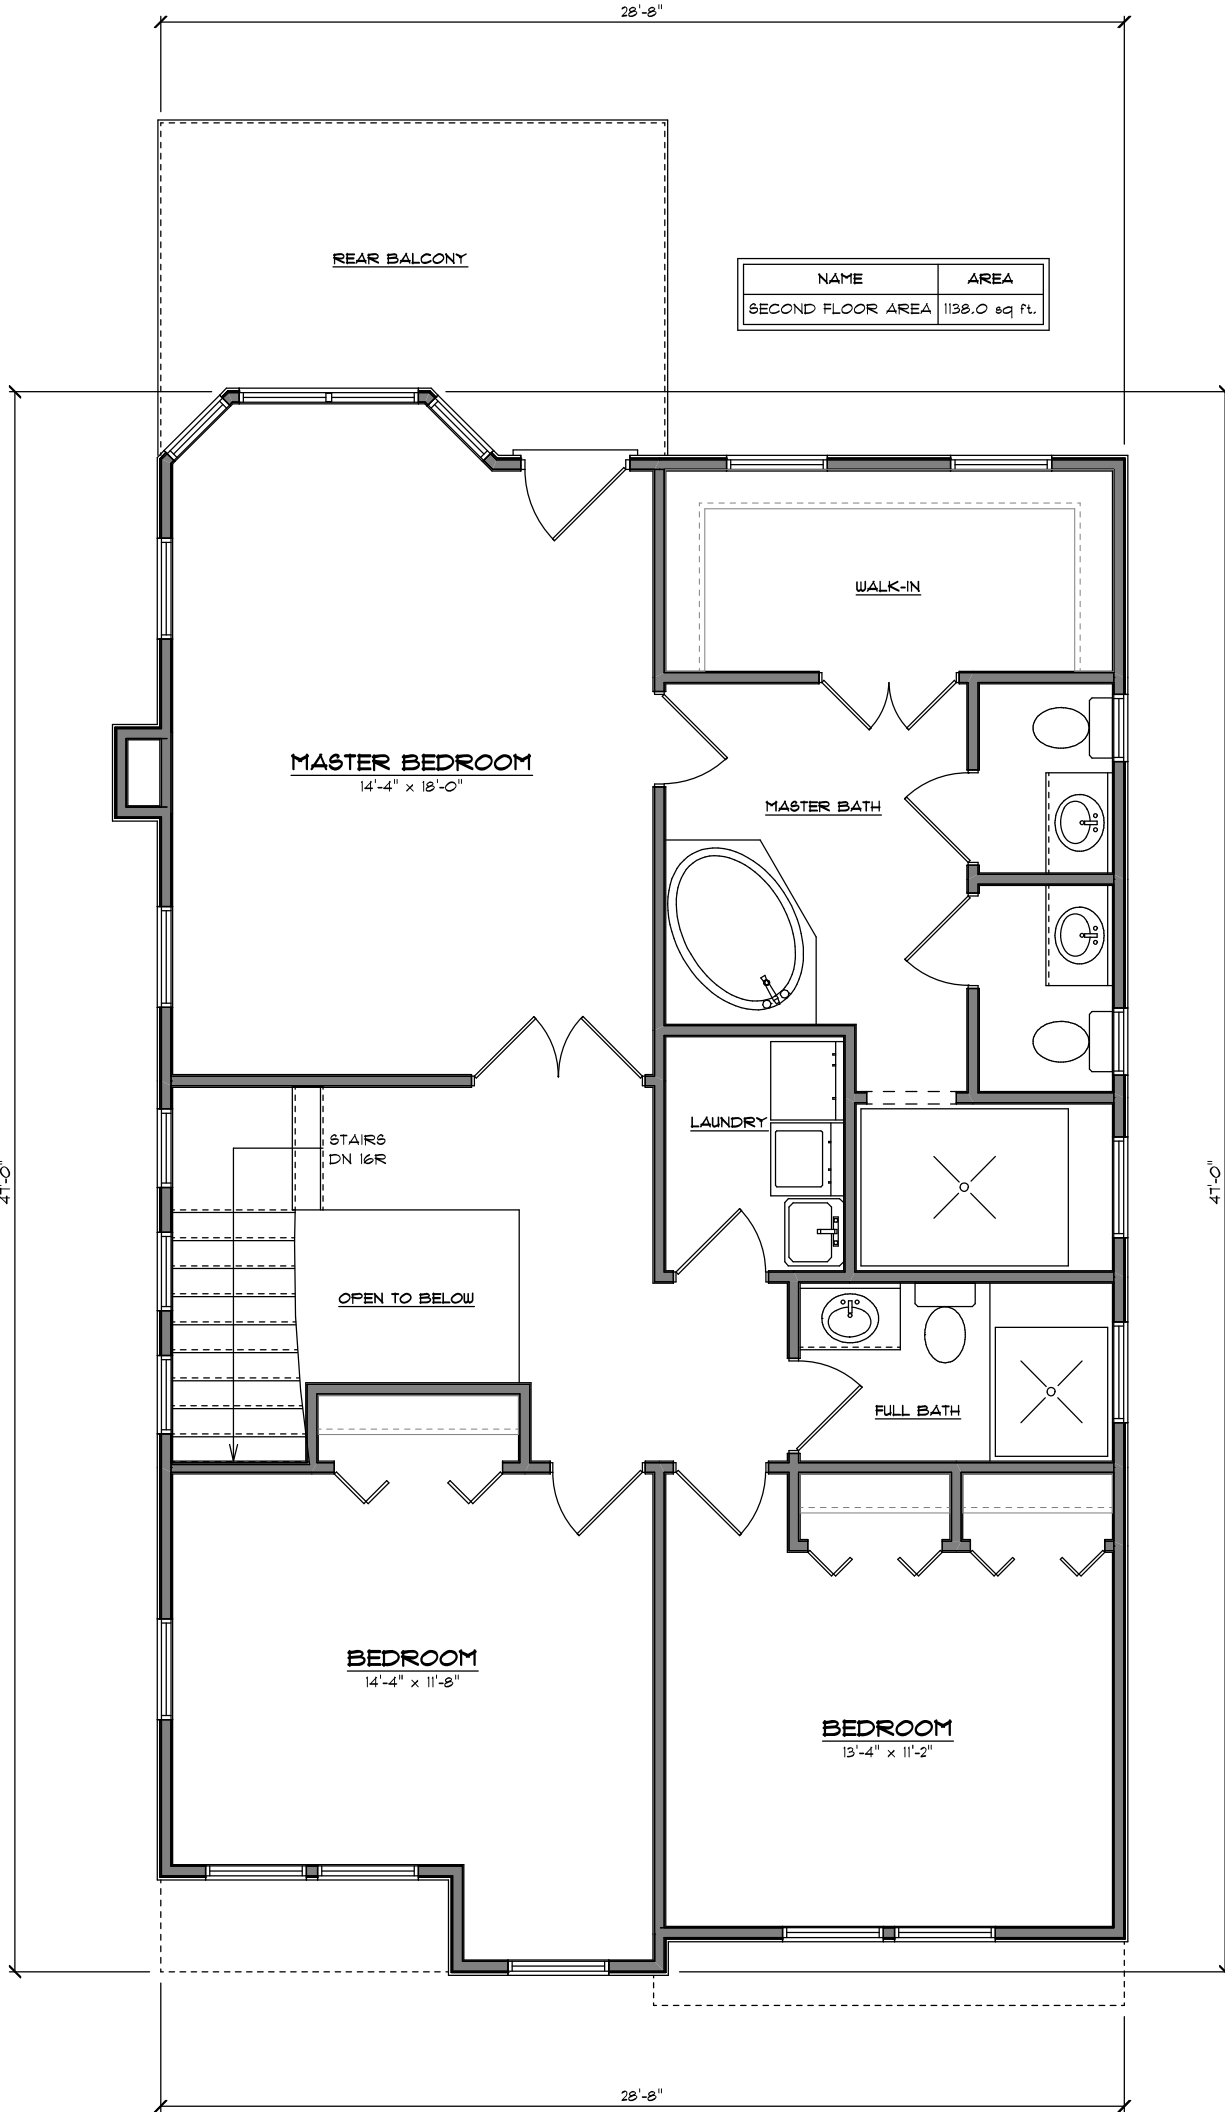 28'-8"
REAR BALCONY
NAME AREA
SECOND FLOOR AREA 1138.0 sq ft.
WALK-IN
MASTER BEDROOM
14'-4" x 18'-0"
MASTER BATH
LAUNDRY
STAIRS
DN 16R
47'-0"
47'-0"
OPEN TO BELOW
FULL BATH
BEDROOM
14'-4" x 11'-8"
BEDROOM
13'-4" x 11'-2"
28'-8"